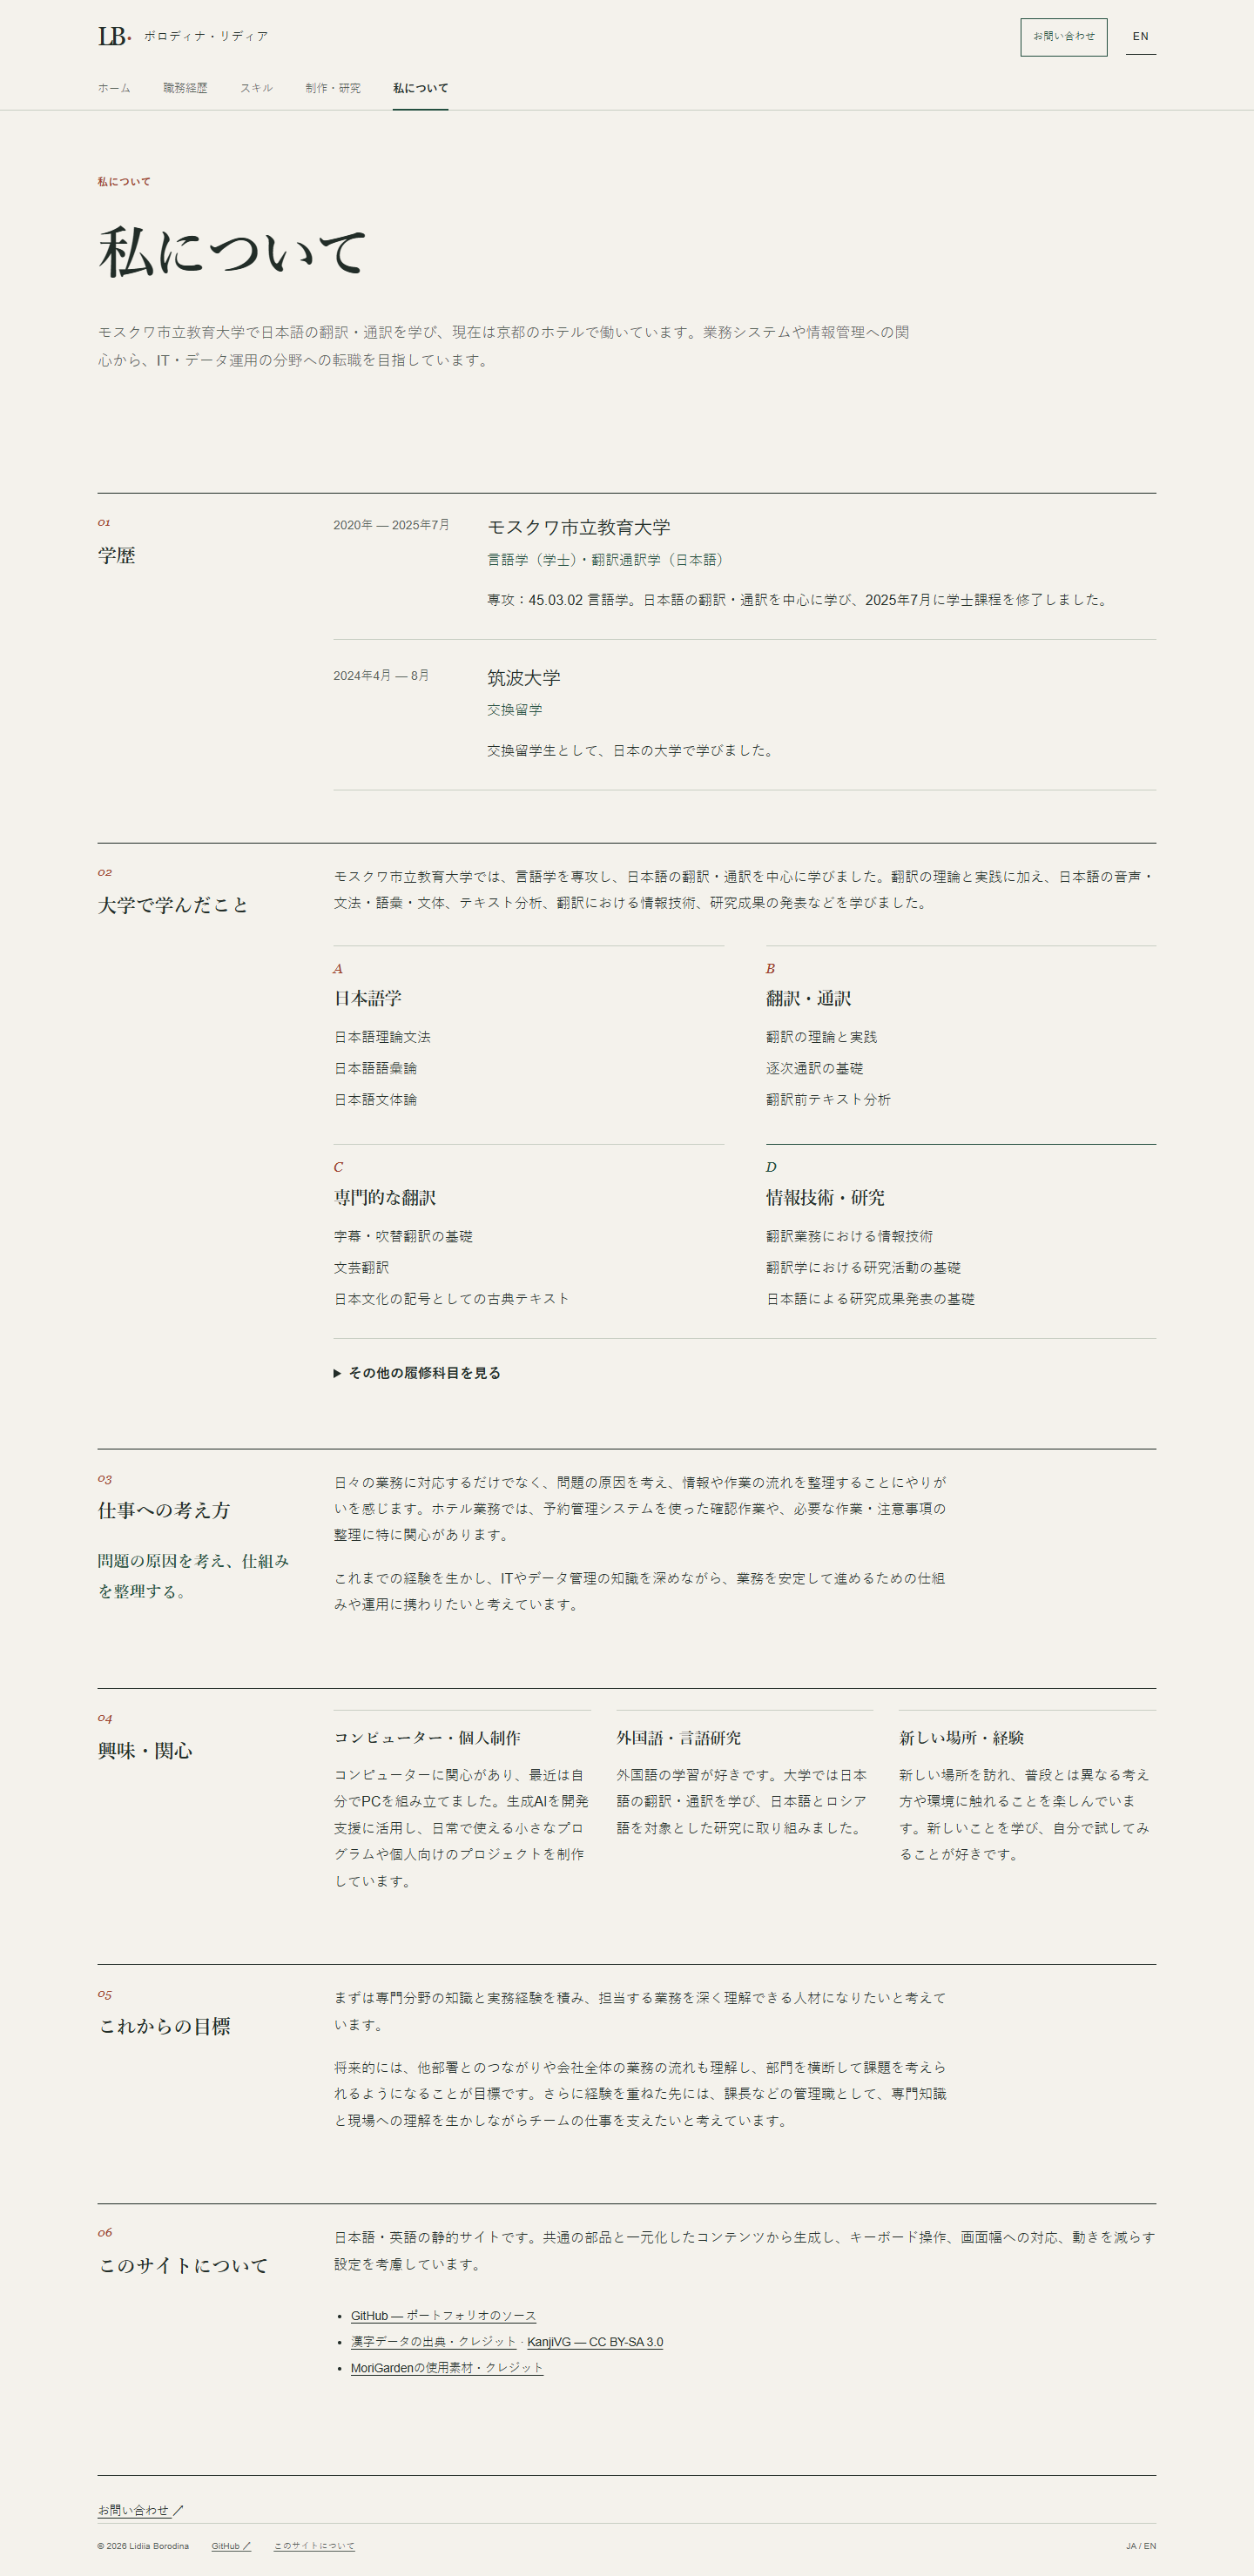 LB· ボロディナ・リディア
お問い合わせ
EN
ホーム 職務経歴 スキル 制作・研究 私について
私について
私について
モスクワ市立教育大学で日本語の翻訳・通訳を学び、現在は京都のホテルで働いています。業務システムや情報管理への関
心から、IT・データ運用の分野への転職を目指しています。
01
学歴
2020年 — 2025年7月
モスクワ市立教育大学
言語学（学士）・翻訳通訳学（日本語）
専攻：45.03.02 言語学。日本語の翻訳・通訳を中心に学び、2025年7月に学士課程を修了しました。
2024年4月 — 8月
筑波大学
交換留学
交換留学生として、日本の大学で学びました。
02
大学で学んだこと
モスクワ市立教育大学では、言語学を専攻し、日本語の翻訳・通訳を中心に学びました。翻訳の理論と実践に加え、日本語の音声・
文法・語彙・文体、テキスト分析、翻訳における情報技術、研究成果の発表などを学びました。
A
日本語学
日本語理論文法
日本語語彙論
日本語文体論
B
翻訳・通訳
翻訳の理論と実践
逐次通訳の基礎
翻訳前テキスト分析
C
専門的な翻訳
字幕・吹替翻訳の基礎
文芸翻訳
日本文化の記号としての古典テキスト
D
情報技術・研究
翻訳業務における情報技術
翻訳学における研究活動の基礎
日本語による研究成果発表の基礎
▶ その他の履修科目を見る
03
仕事への考え方
問題の原因を考え、仕組み
を整理する。
日々の業務に対応するだけでなく、問題の原因を考え、情報や作業の流れを整理することにやりが
いを感じます。ホテル業務では、予約管理システムを使った確認作業や、必要な作業・注意事項の
整理に特に関心があります。
これまでの経験を生かし、ITやデータ管理の知識を深めながら、業務を安定して進めるための仕組
みや運用に携わりたいと考えています。
04
興味・関心
コンピューター・個人制作
コンピューターに関心があり、最近は自
分でPCを組み立てました。生成AIを開発
支援に活用し、日常で使える小さなプロ
グラムや個人向けのプロジェクトを制作
しています。
外国語・言語研究
外国語の学習が好きです。大学では日本
語の翻訳・通訳を学び、日本語とロシア
語を対象とした研究に取り組みました。
新しい場所・経験
新しい場所を訪れ、普段とは異なる考え
方や環境に触れることを楽しんでいま
す。新しいことを学び、自分で試してみ
ることが好きです。
05
これからの目標
まずは専門分野の知識と実務経験を積み、担当する業務を深く理解できる人材になりたいと考えて
います。
将来的には、他部署とのつながりや会社全体の業務の流れも理解し、部門を横断して課題を考えら
れるようになることが目標です。さらに経験を重ねた先には、課長などの管理職として、専門知識
と現場への理解を生かしながらチームの仕事を支えたいと考えています。
06
このサイトについて
日本語・英語の静的サイトです。共通の部品と一元化したコンテンツから生成し、キーボード操作、画面幅への対応、動きを減らす
設定を考慮しています。
• GitHub — ポートフォリオのソース
• 漢字データの出典・クレジット · KanjiVG — CC BY-SA 3.0
• MoriGardenの使用素材・クレジット
お問い合わせ ↗
© 2026 Lidiia Borodina GitHub ↗ このサイトについて
JA / EN